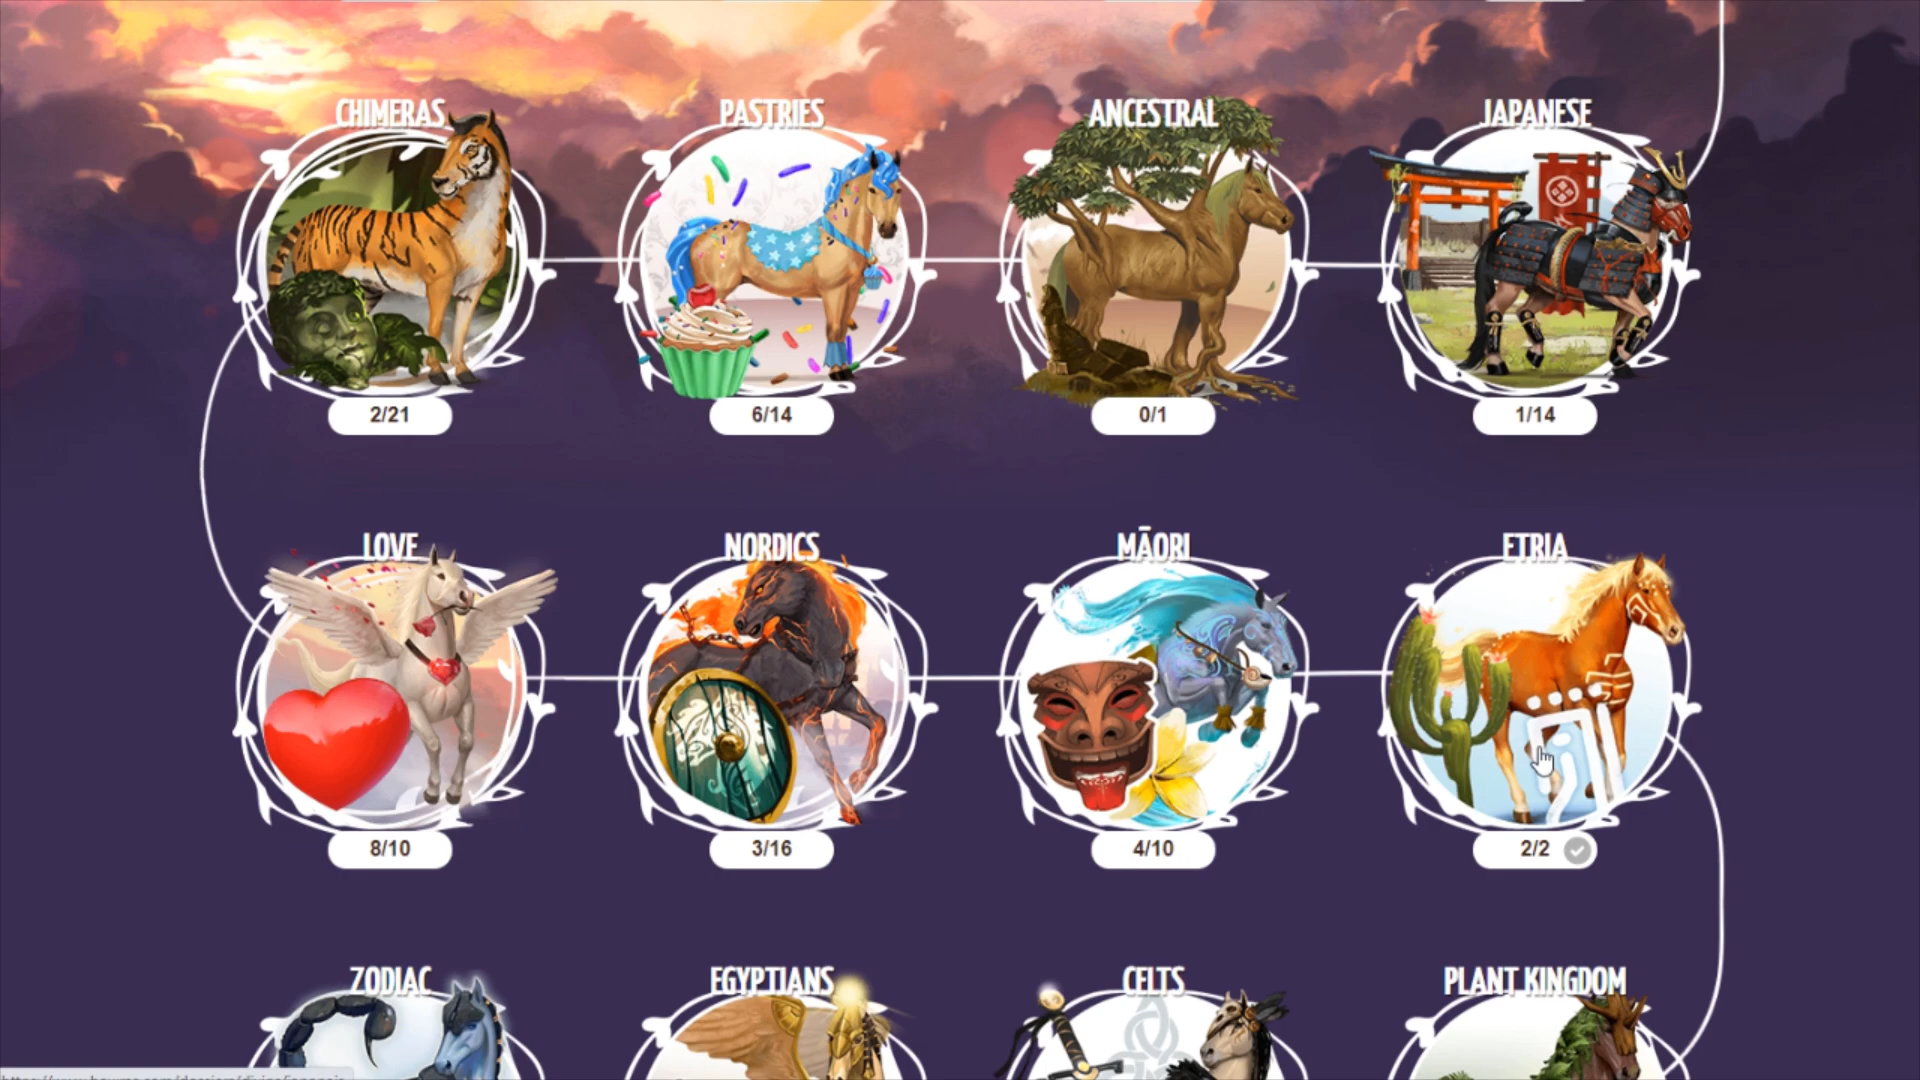 CHIMERAS
PASTRIES
ANCESTRAL
JAPANESE
2/21
6/14
0/1
1/14
LOVE
NORDICS
MĀORI
ETRIA
8/10
3/16
4/10
2/2
ZODIAC
EGYPTIANS
CELTS
PLANT KINGDOM